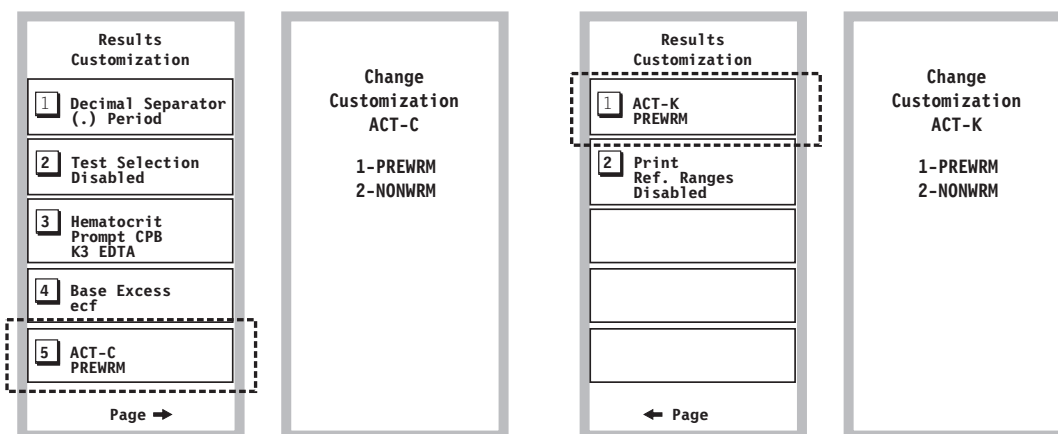 Results
Customization
1 Decimal Separator
(.) Period
2 Test Selection
Disabled
3 Hematocrit
Prompt CPB
K3 EDTA
4 Base Excess
ecf
5 ACT-C
PREWRM
Page →
Change
Customization
ACT-C
1-PREWRM
2-NONWRM
Results
Customization
1 ACT-K
PREWRM
2 Print
Ref. Ranges
Disabled
← Page
Change
Customization
ACT-K
1-PREWRM
2-NONWRM